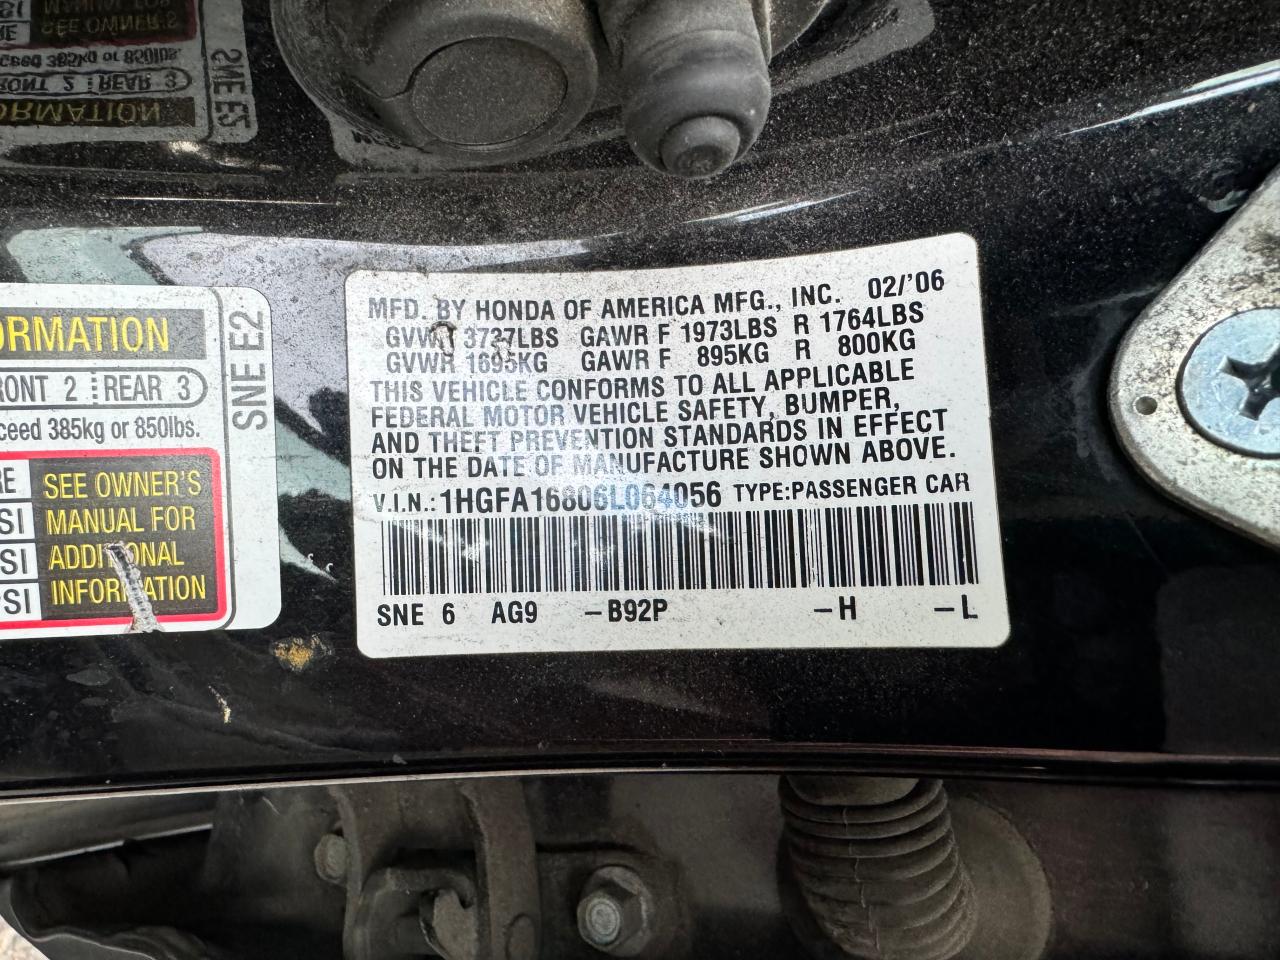 ORMATION
FRONT 2 REAR 3
ceed 385kg or 850lbs.
SEE OWNER'S
MANUAL FOR
ADDITIONAL
INFORMATION
SNE E2
MFD. BY HONDA OF AMERICA MFG., INC. 02/'06
GVWR 3737LBS GAWR F 1973LBS R 1764LBS
GVWR 1695KG GAWR F 895KG R 800KG
THIS VEHICLE CONFORMS TO ALL APPLICABLE
FEDERAL MOTOR VEHICLE SAFETY, BUMPER,
AND THEFT PREVENTION STANDARDS IN EFFECT
ON THE DATE OF MANUFACTURE SHOWN ABOVE.
V.I.N.: 1HGFA16806L064056 TYPE:PASSENGER CAR
SNE 6 AG9 -B92P -H -L